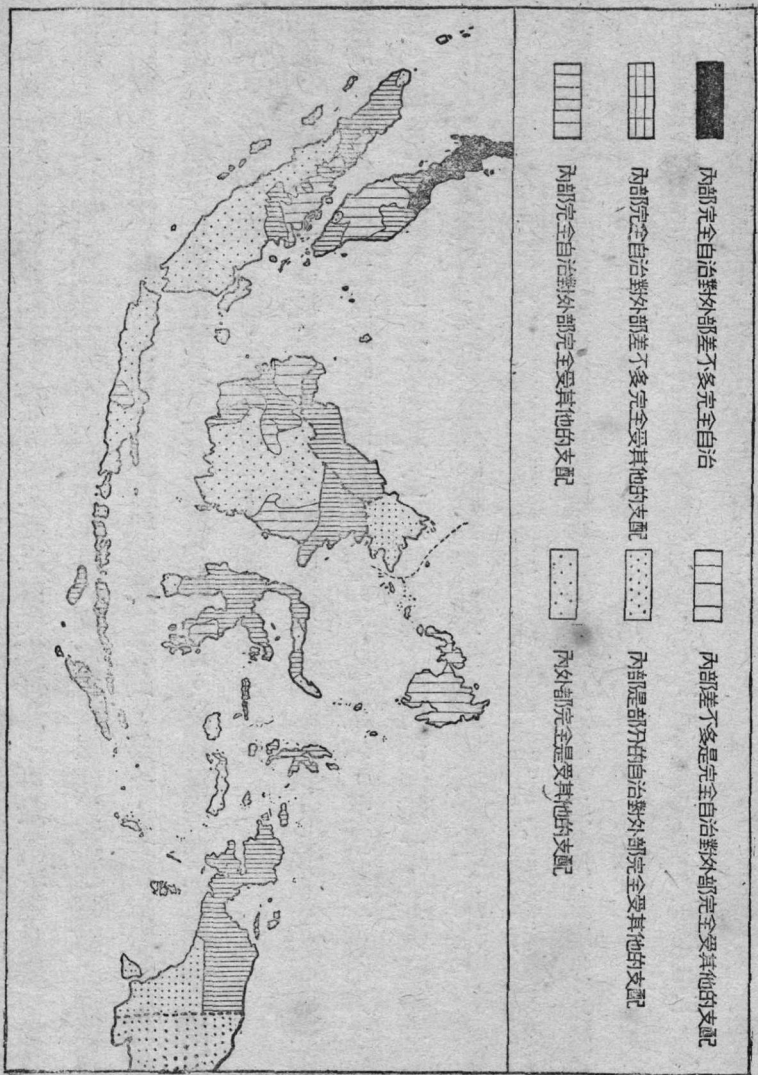 內部完全自治對外部差不多完全自治
內部完全自治對外部差不多完全受其他的支配
內部完全自治對外部完全受其他的支配
內部差不多是完全自治對外部完全受其他的支配
內部是部分的自治對外部完全受其他的支配
內外部完全是受其他的支配